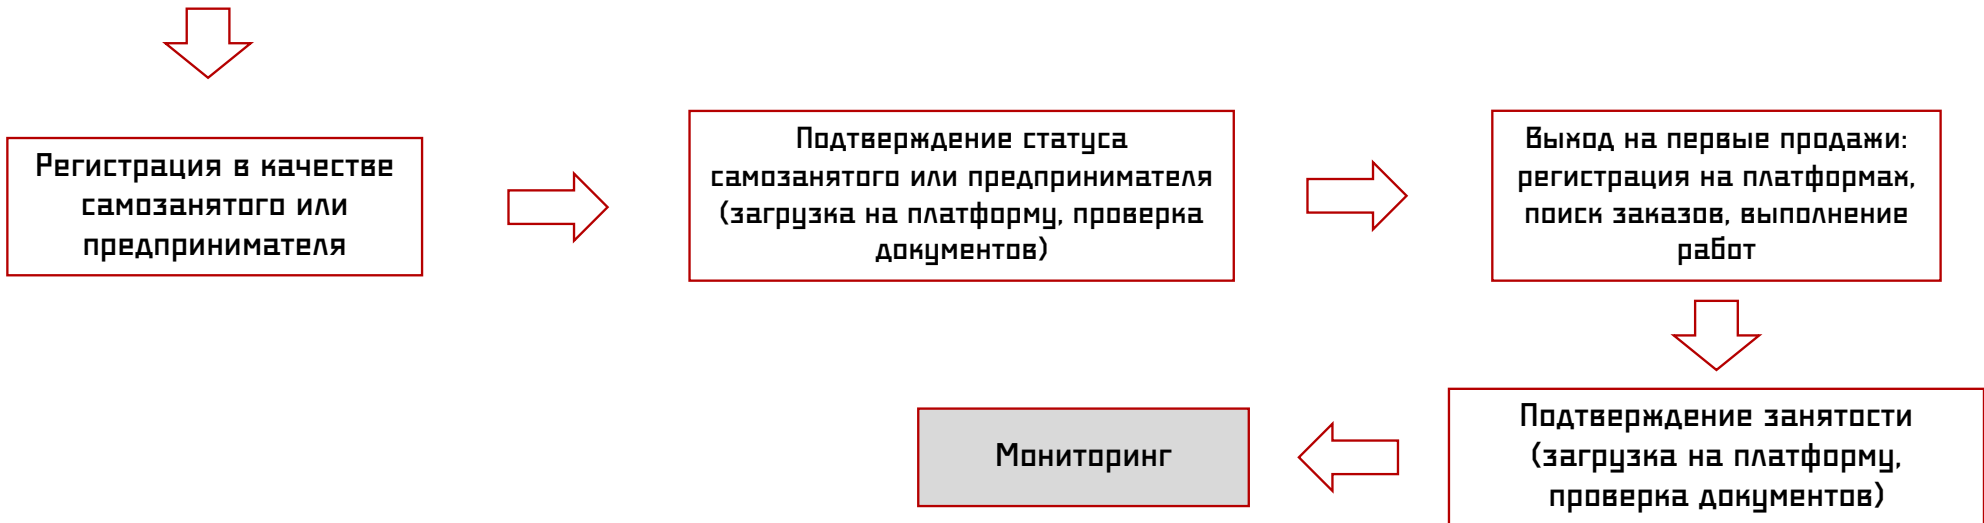 Регистрация в качестве
самозанятого или
предпринимателя
Подтверждение статуса
самозанятого или предпринимателя
(загрузка на платформу, проверка
документов)
Выход на первые продажи:
регистрация на платформах,
поиск заказов, выполнение
работ
Подтверждение занятости
(загрузка на платформу,
проверка документов)
Мониторинг